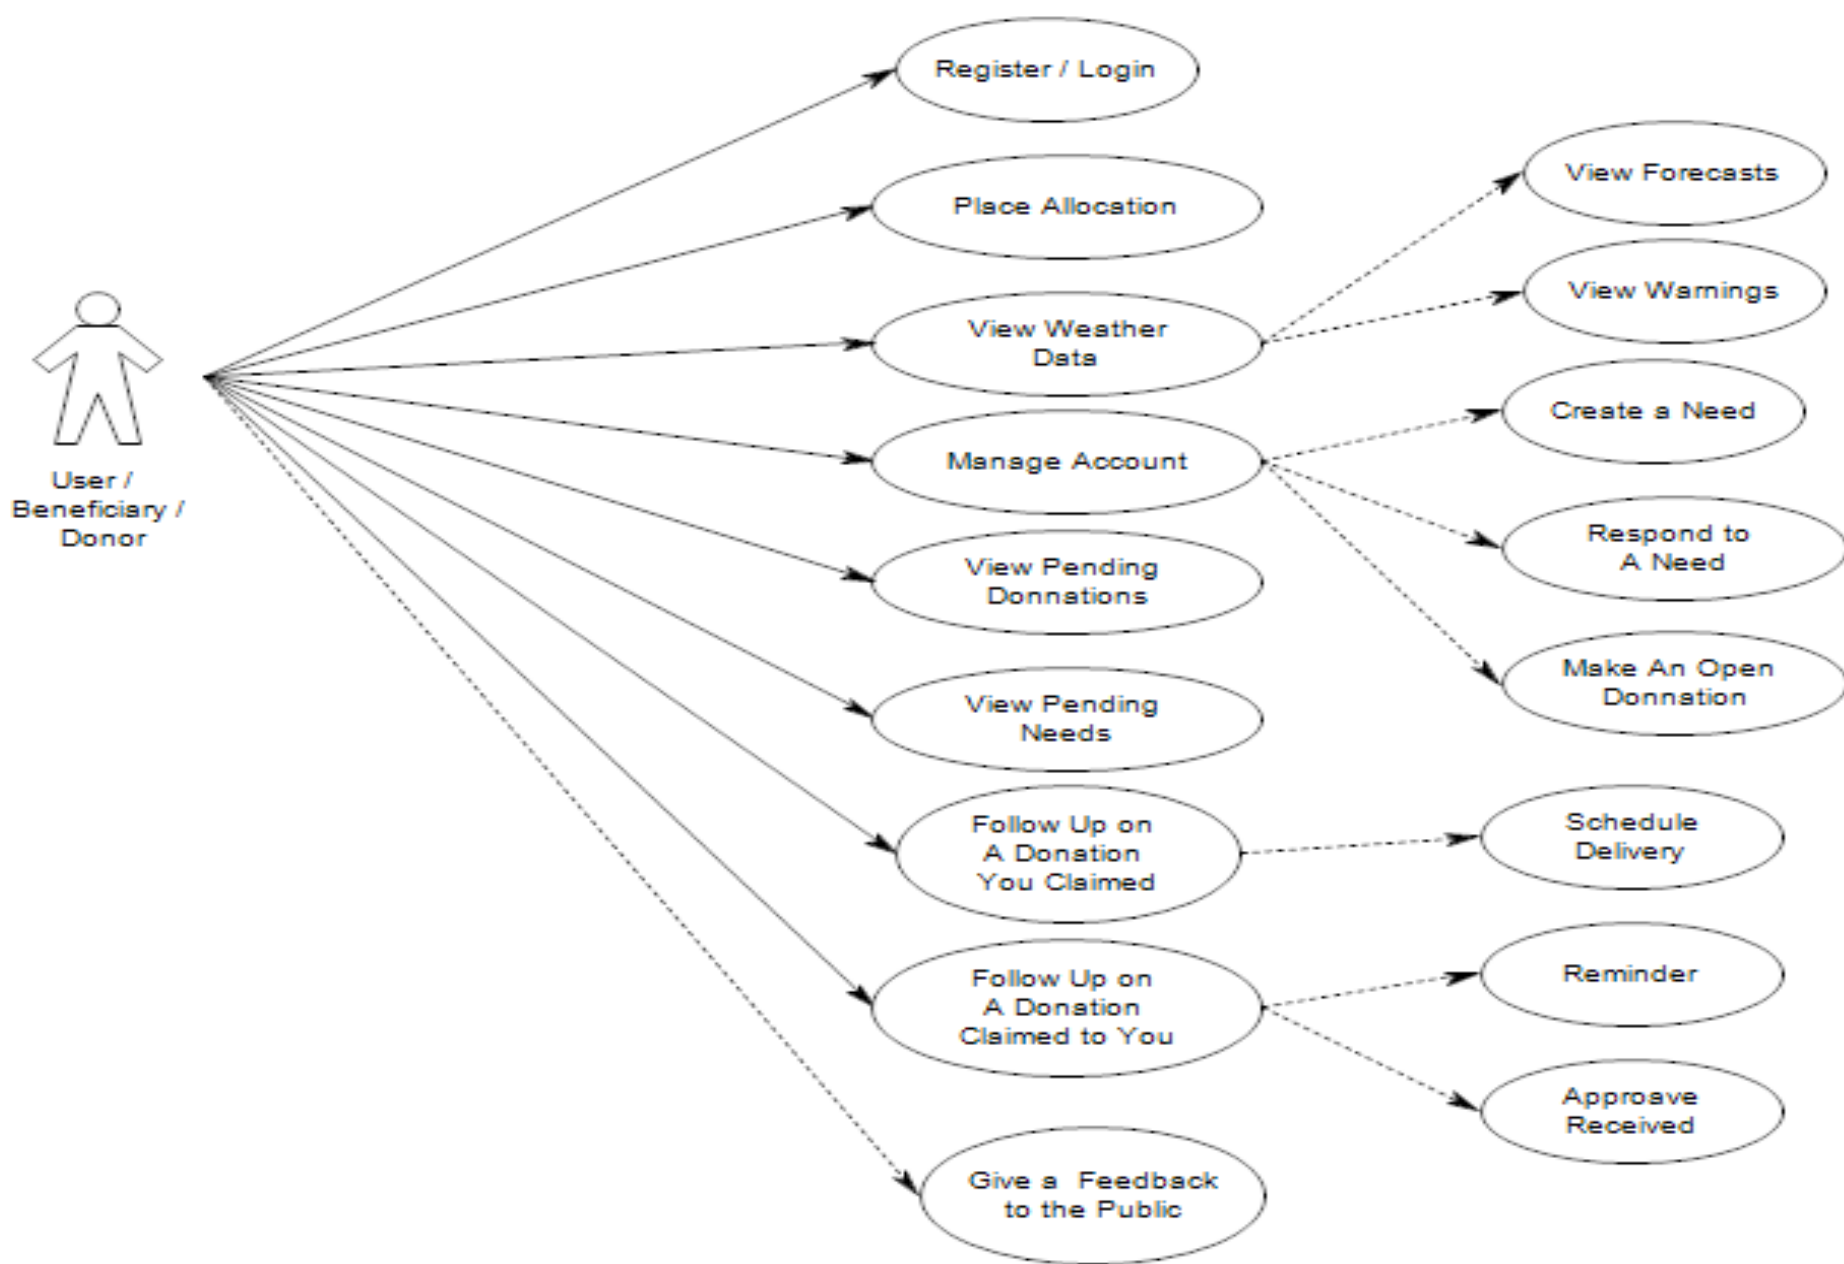 Register / Login
Place Allocation
View Weather
Data
Manage Account
View Pending
Donnations
View Pending
Needs
Follow Up on
A Donation
You Claimed
Follow Up on
A Donation
Claimed to You
Give a Feedback
to the Public
View Forecasts
View Warnings
Create a Need
Respond to
A Need
Make An Open
Donnation
Schedule
Delivery
Reminder
Approave
Received
User /
Beneficiary /
Donor